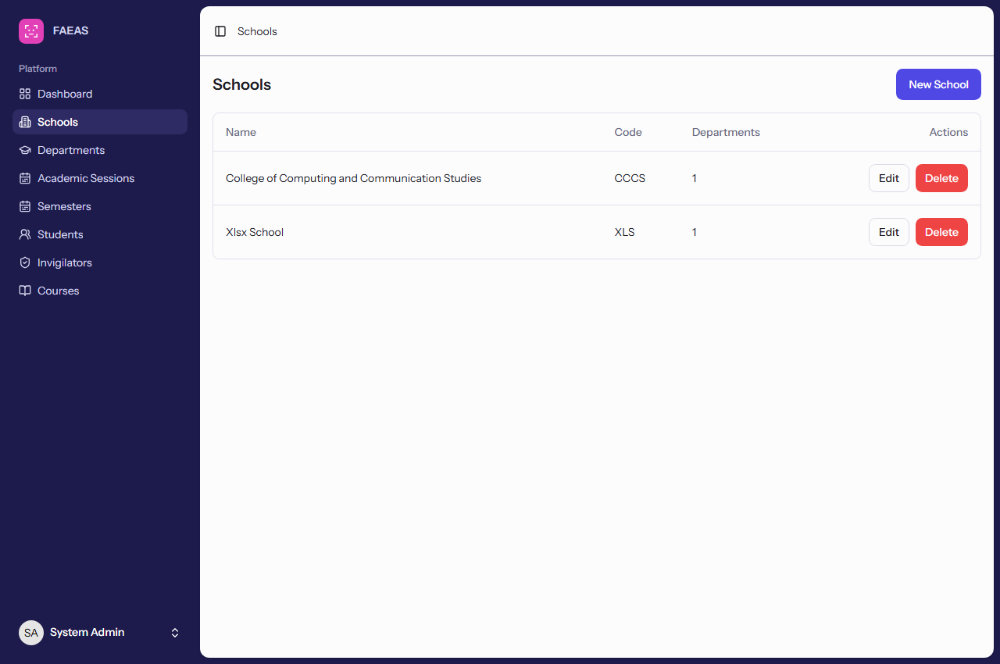 FAEAS
Platform
Dashboard
Schools
Departments
Academic Sessions
Semesters
Students
Invigilators
Courses
SA System Admin
Schools
Schools
New School
Name Code Departments Actions
College of Computing and Communication Studies CCCS 1 Edit Delete
Xlsx School XLS 1 Edit Delete